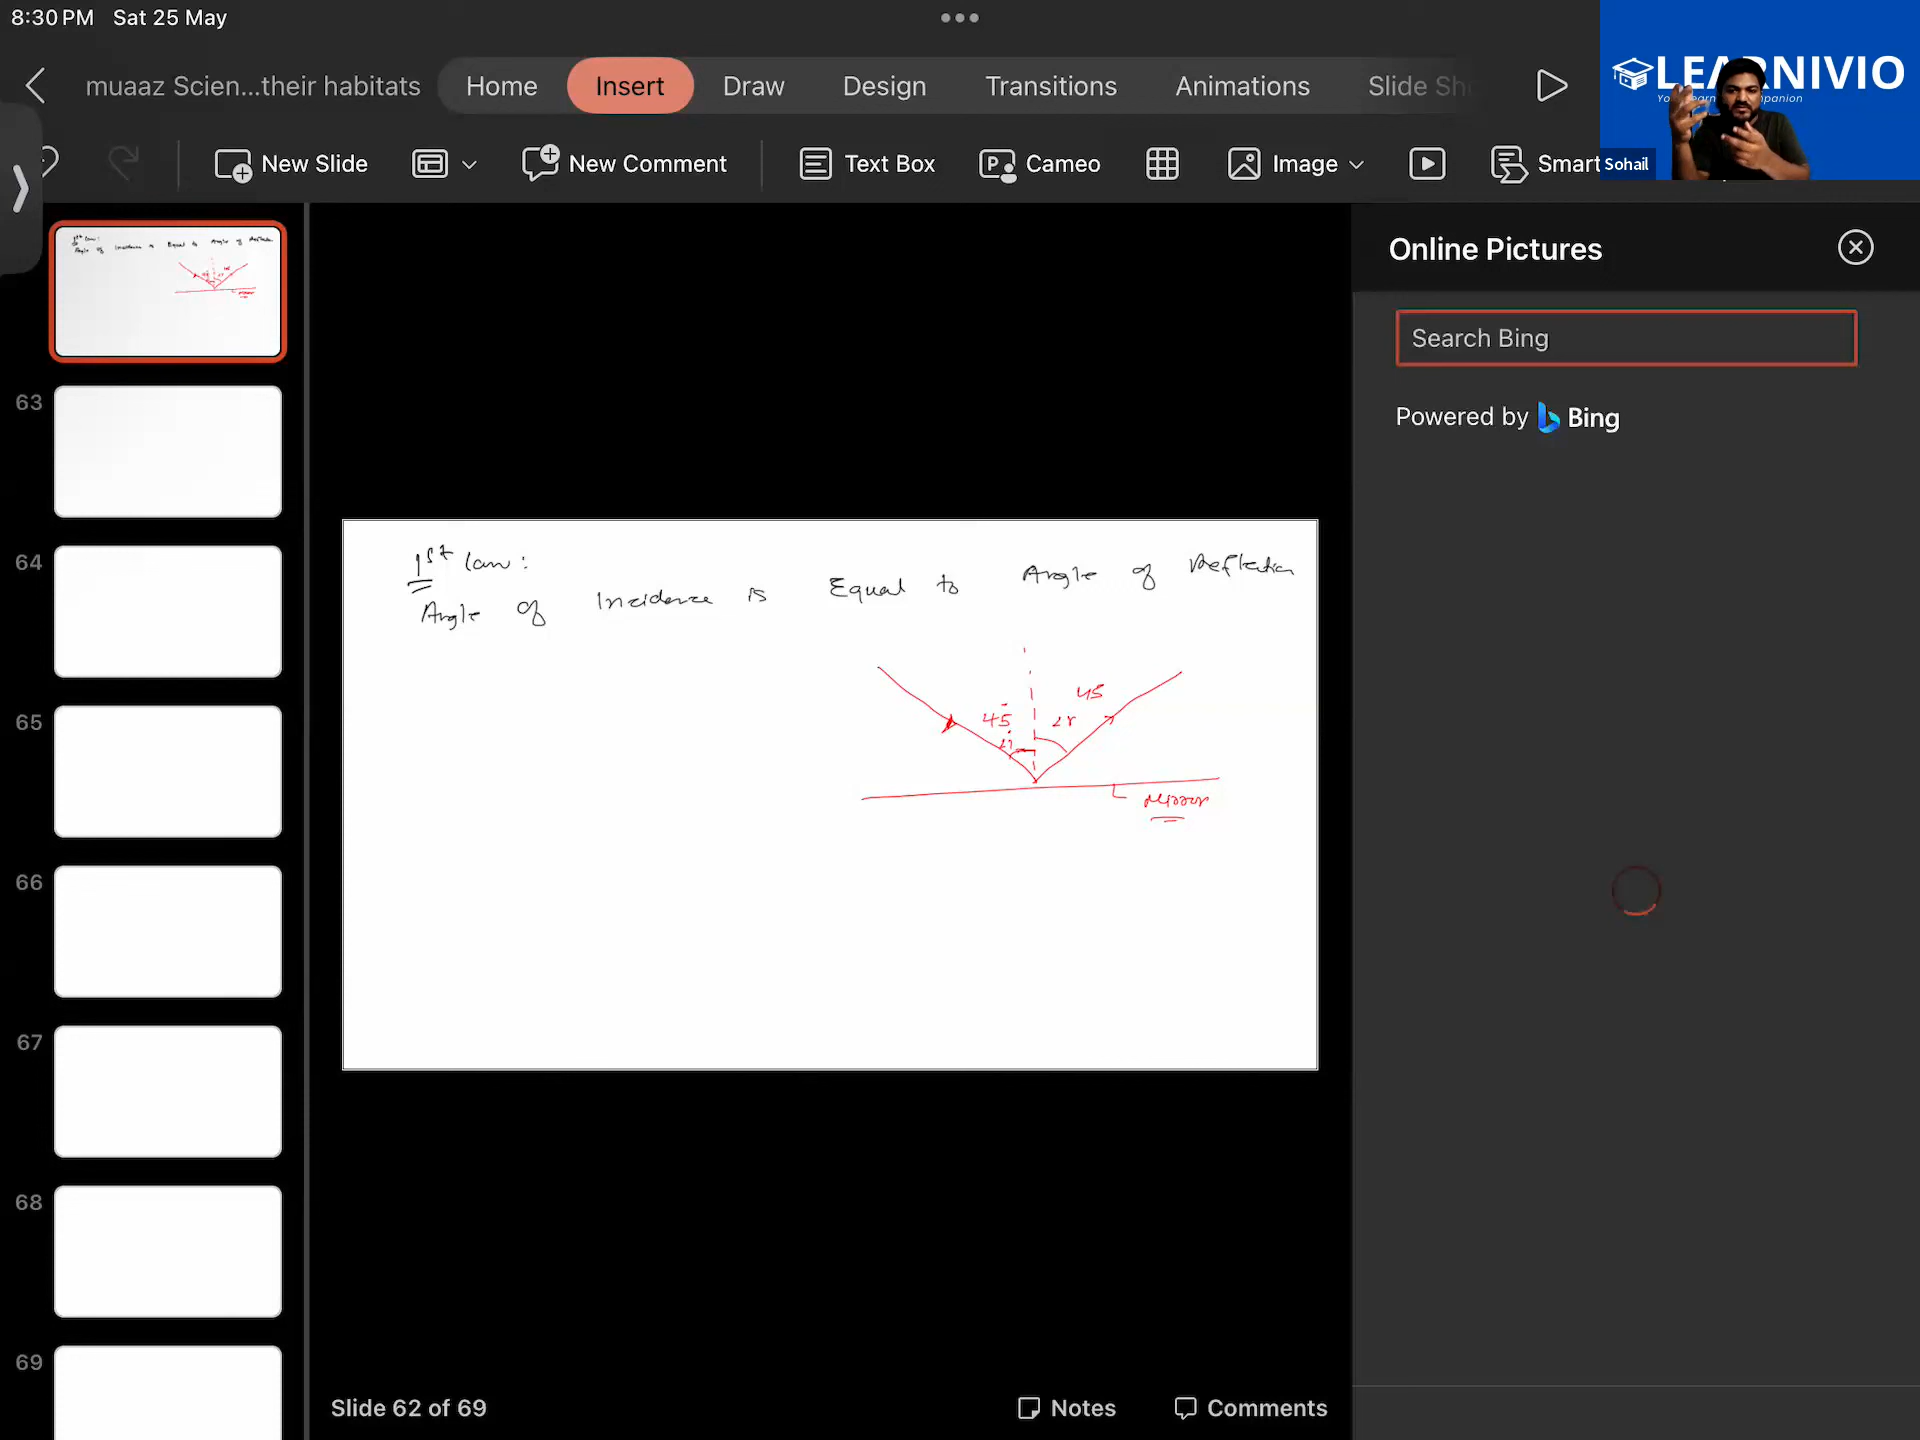 8:30 PM Sat 25 May
muaaz Scien...their habitats Home Insert Draw Design Transitions Animations Slide Sh
LEARNIVIO
Sohail
New Slide New Comment Text Box Cameo Image Smart
Online Pictures
Search Bing
Powered by Bing
1st law:
Angle of Incidence is Equal to Angle of Reflection
45 45
∠i ∠r
Mirror
63
64
65
66
67
68
69
Slide 62 of 69 Notes Comments